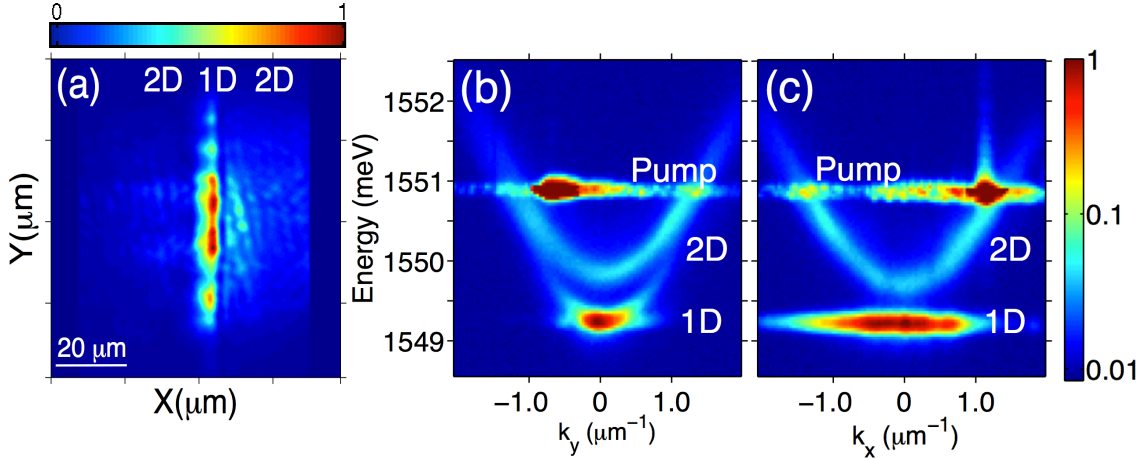 0 1
(a) 2D 1D 2D
Y(μm)
20 μm
X(μm)
Energy (meV)
1552
1551
1550
1549
(b)
Pump
2D
1D
−1.0 0 1.0
k_y (μm⁻¹)
(c)
Pump
2D
1D
−1.0 0 1.0
k_x (μm⁻¹)
1
0.1
0.01